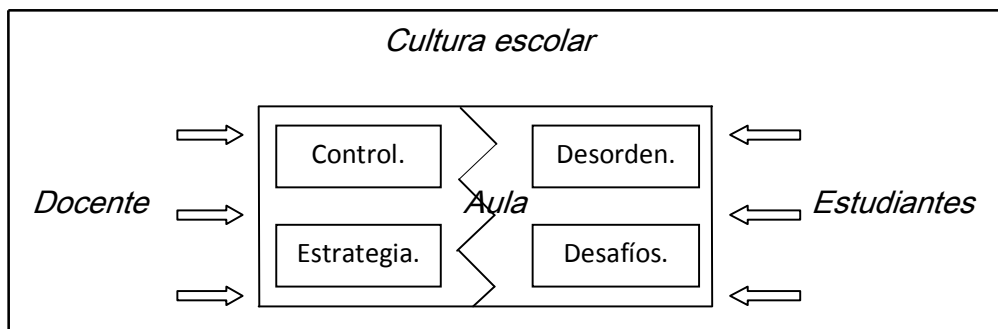 Cultura escolar
Control.
Desorden.
Docente
Aula
Estudiantes
Estrategia.
Desafíos.